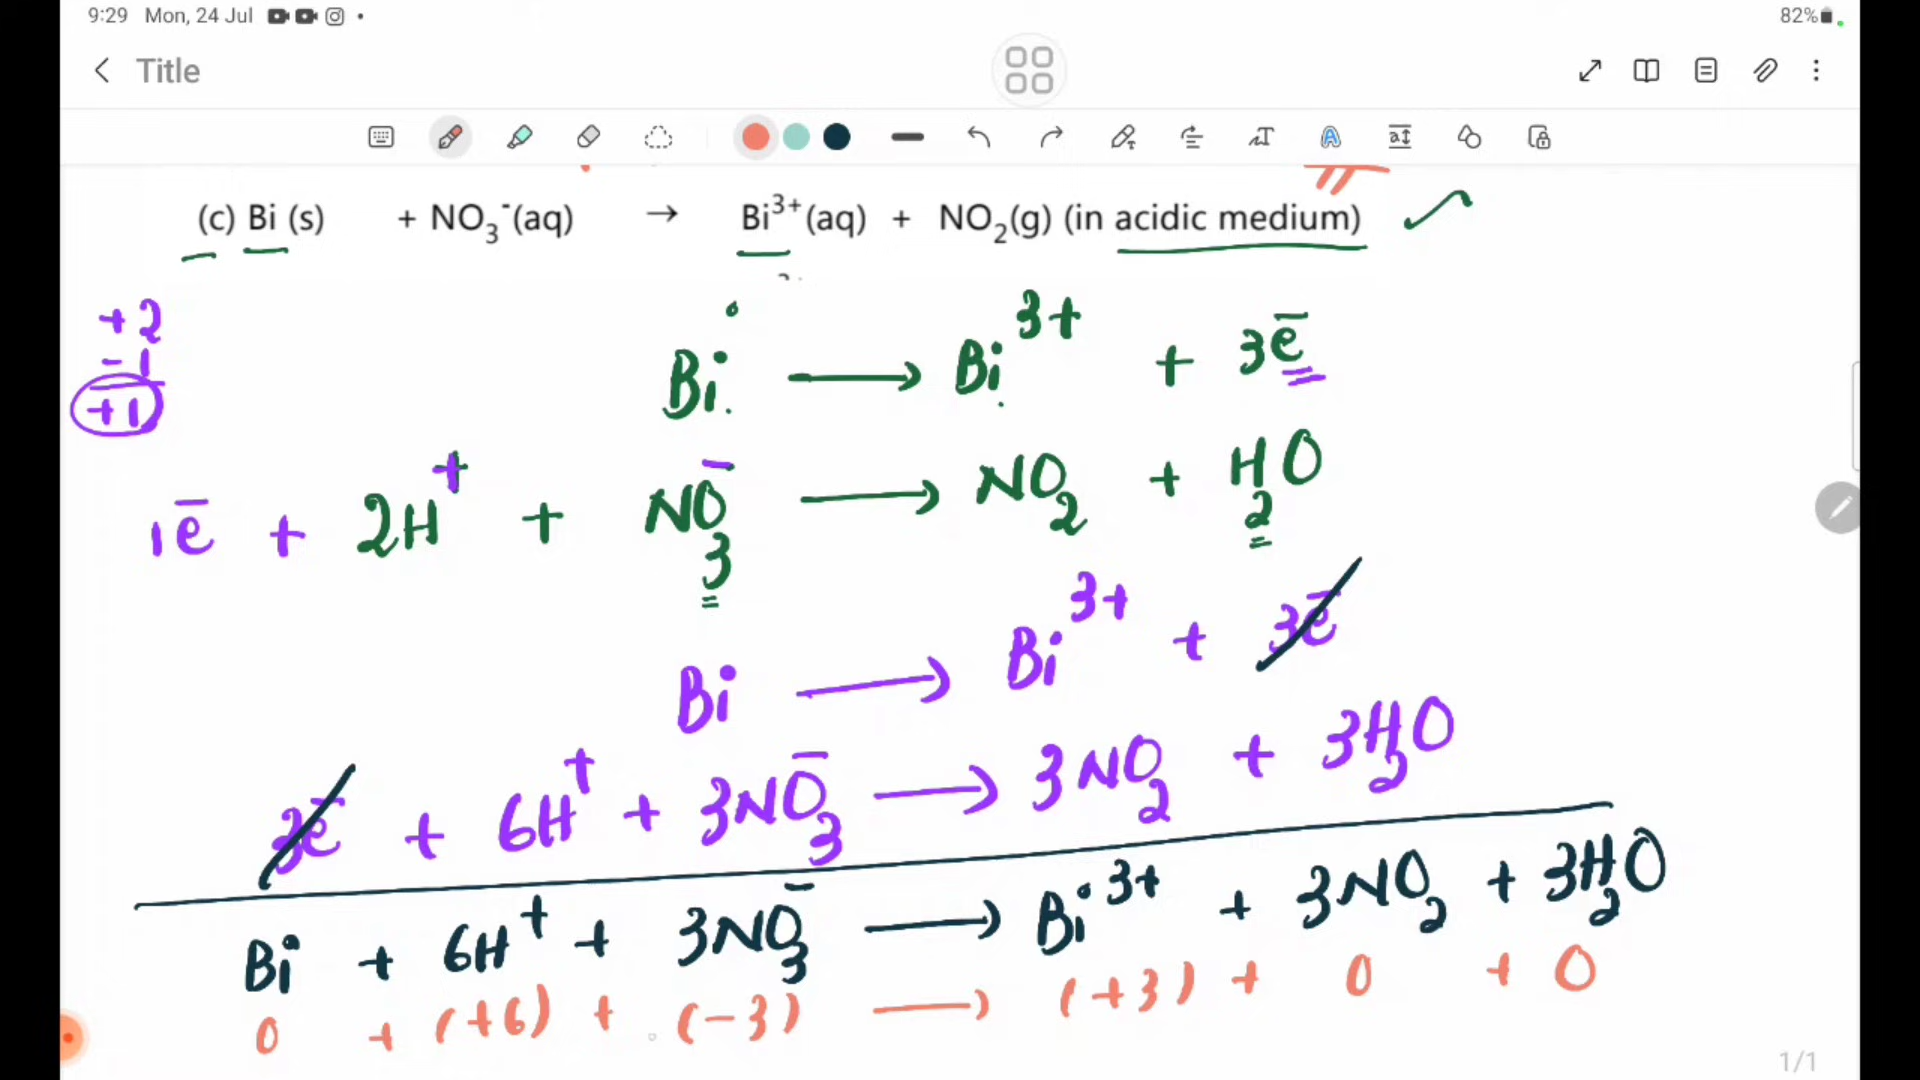 9:29 Mon, 24 Jul
82%
Title
(c) Bi (s) + NO₃⁻(aq) → Bi³⁺(aq) + NO₂(g) (in acidic medium)
+2
-1
+1
Bi° ⟶ Bi³⁺ + 3e⁻
1e⁻ + 2H⁺ + NO₃⁻ ⟶ NO₂ + H₂O
Bi ⟶ Bi³⁺ + 3e⁻
3e⁻ + 6H⁺ + 3NO₃⁻ ⟶ 3NO₂ + 3H₂O
Bi + 6H⁺ + 3NO₃⁻ ⟶ Bi³⁺ + 3NO₂ + 3H₂O
0 + (+6) + (-3) ⟶ (+3) + 0 + 0
1/1